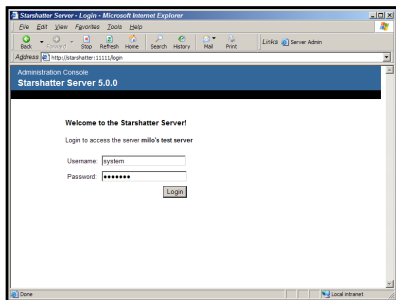 Starshatter Server - Login - Microsoft Internet Explorer
File Edit View Favorites Tools Help
Back Forward Stop Refresh Home Search History Mail Print Links Server Admin
Address http://starshatter:11111/login
Administration Console
Starshatter Server 5.0.0
Welcome to the Starshatter Server!
Login to access the server milo's test server
Username: system
Password: •••••••
Login
Done Local intranet